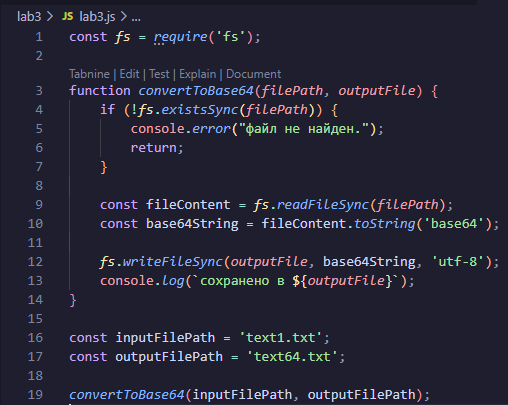 lab3 > JS lab3.js > ...
1 const fs = require('fs');
2
Tabnine | Edit | Test | Explain | Document
3 function convertToBase64(filePath, outputFile) {
4 if (!fs.existsSync(filePath)) {
5 console.error("файл не найден.");
6 return;
7 }
8
9 const fileContent = fs.readFileSync(filePath);
10 const base64String = fileContent.toString('base64');
11
12 fs.writeFileSync(outputFile, base64String, 'utf-8');
13 console.log(`сохранено в ${outputFile}`);
14 }
15
16 const inputFilePath = 'text1.txt';
17 const outputFilePath = 'text64.txt';
18
19 convertToBase64(inputFilePath, outputFilePath);